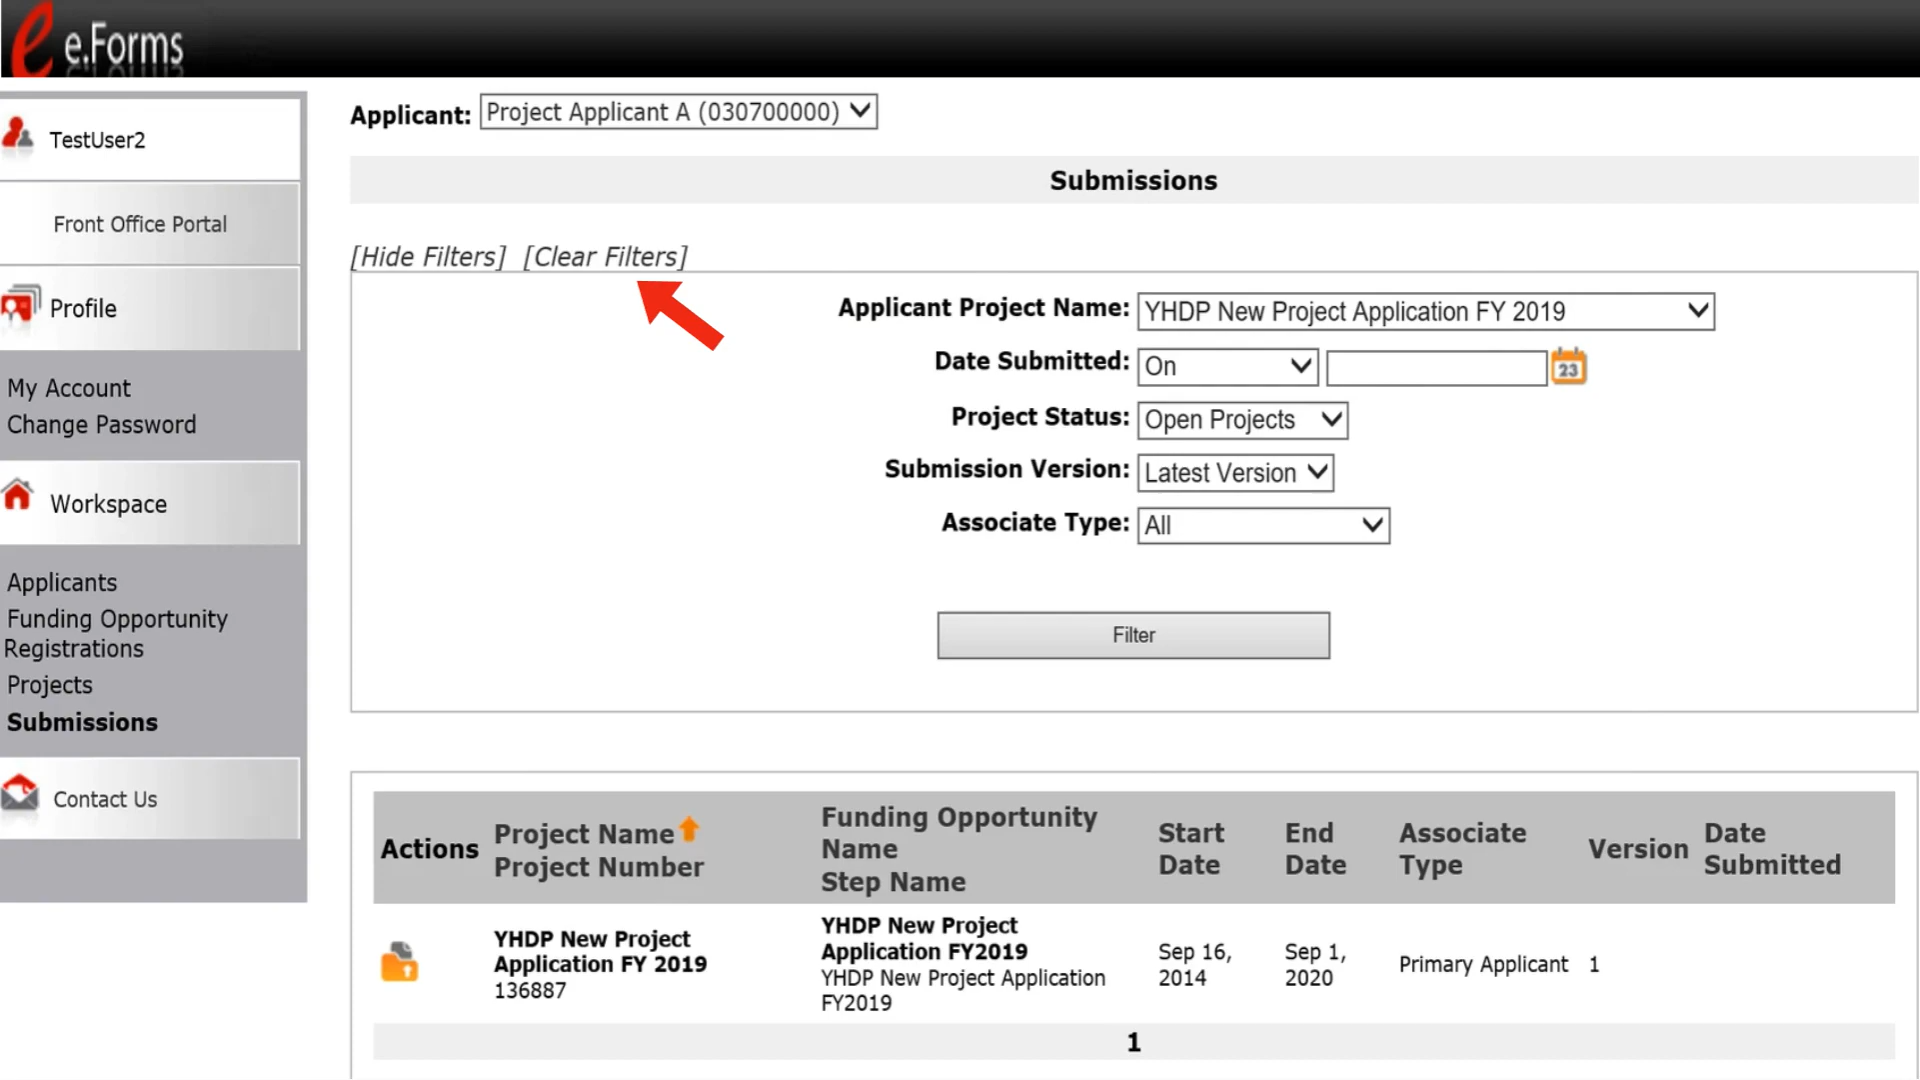 e.Forms
TestUser2
Front Office Portal
Profile
My Account
Change Password
Workspace
Applicants
Funding Opportunity
Registrations
Projects
Submissions
Contact Us
Applicant: Project Applicant A (030700000)
Submissions
[Hide Filters] [Clear Filters]
Applicant Project Name: YHDP New Project Application FY 2019
Date Submitted: On 23
Project Status: Open Projects
Submission Version: Latest Version
Associate Type: All
Filter
Actions
Project Name
Project Number
Funding Opportunity
Name
Step Name
Start
Date
End
Date
Associate
Type
Version
Date
Submitted
YHDP New Project
Application FY 2019
136887
YHDP New Project
Application FY2019
YHDP New Project Application
FY2019
Sep 16,
2014
Sep 1,
2020
Primary Applicant
1
1